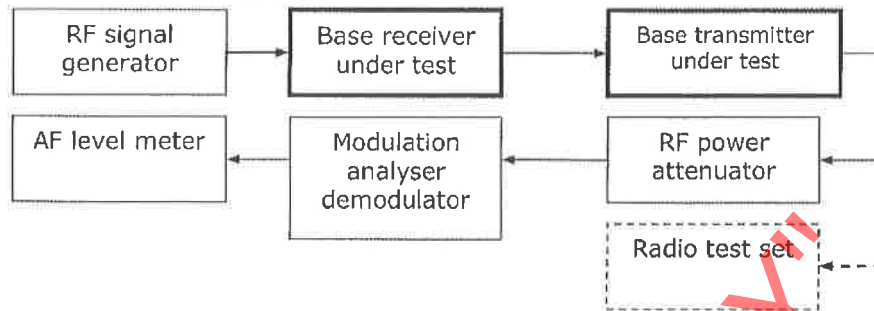 RF signal
generator
Base receiver
under test
Base transmitter
under test
AF level meter
Modulation
analyser
demodulator
RF power
attenuator
Radio test set